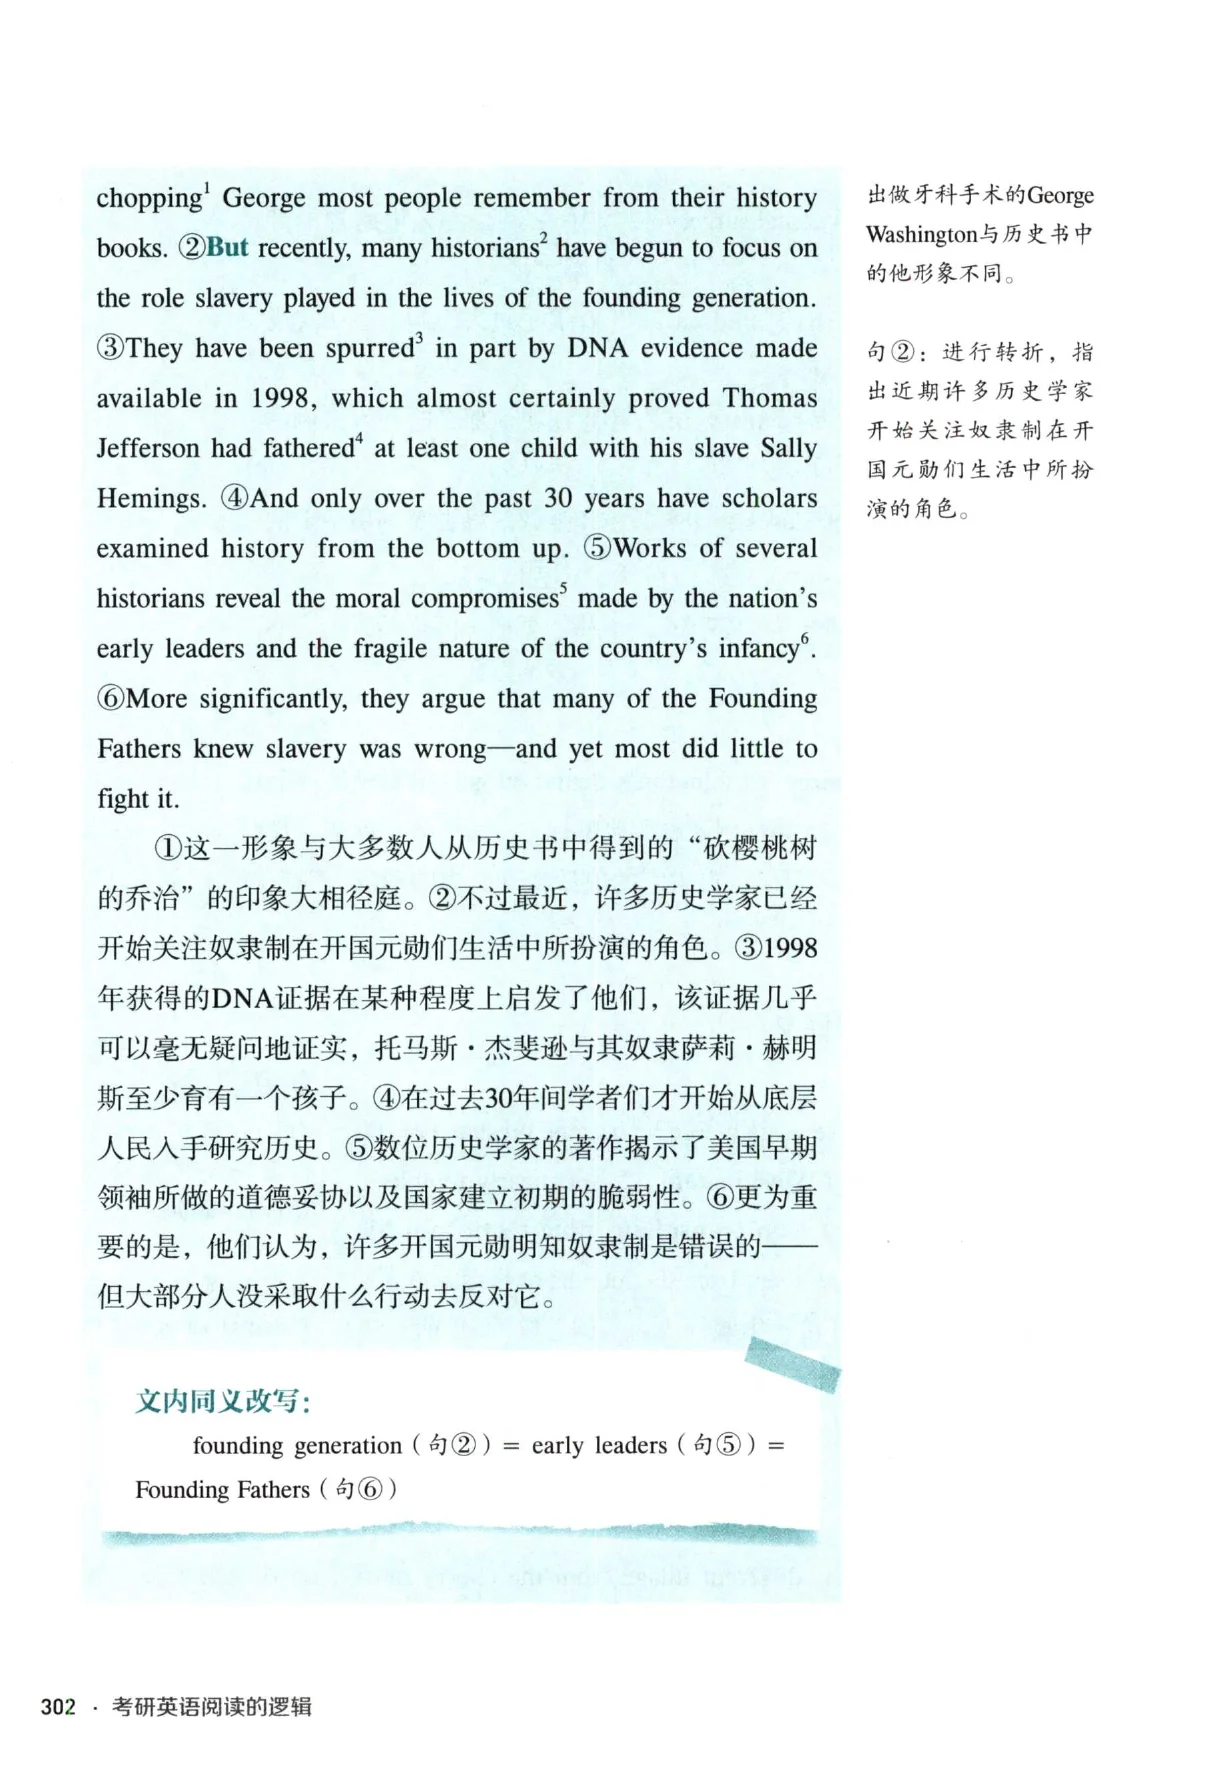 chopping¹ George most people remember from their history
books. ②But recently, many historians² have begun to focus on
the role slavery played in the lives of the founding generation.
③They have been spurred³ in part by DNA evidence made
available in 1998, which almost certainly proved Thomas
Jefferson had fathered⁴ at least one child with his slave Sally
Hemings. ④And only over the past 30 years have scholars
examined history from the bottom up. ⑤Works of several
historians reveal the moral compromises⁵ made by the nation's
early leaders and the fragile nature of the country's infancy⁶.
⑥More significantly, they argue that many of the Founding
Fathers knew slavery was wrong—and yet most did little to
fight it.
①这一形象与大多数人从历史书中得到的“砍樱桃树
的乔治”的印象大相径庭。②不过最近，许多历史学家已经
开始关注奴隶制在开国元勋们生活中所扮演的角色。③1998
年获得的DNA证据在某种程度上启发了他们，该证据几乎
可以毫无疑问地证实，托马斯·杰斐逊与其奴隶萨莉·赫明
斯至少育有一个孩子。④在过去30年间学者们才开始从底层
人民入手研究历史。⑤数位历史学家的著作揭示了美国早期
领袖所做的道德妥协以及国家建立初期的脆弱性。⑥更为重
要的是，他们认为，许多开国元勋明知奴隶制是错误的——
但大部分人没采取什么行动去反对它。
文内同义改写：
founding generation（句②）= early leaders（句⑤）=
Founding Fathers（句⑥）
出做牙科手术的George
Washington与历史书中
的他形象不同。
句②：进行转折，指
出近期许多历史学家
开始关注奴隶制在开
国元勋们生活中所扮
演的角色。
302 · 考研英语阅读的逻辑